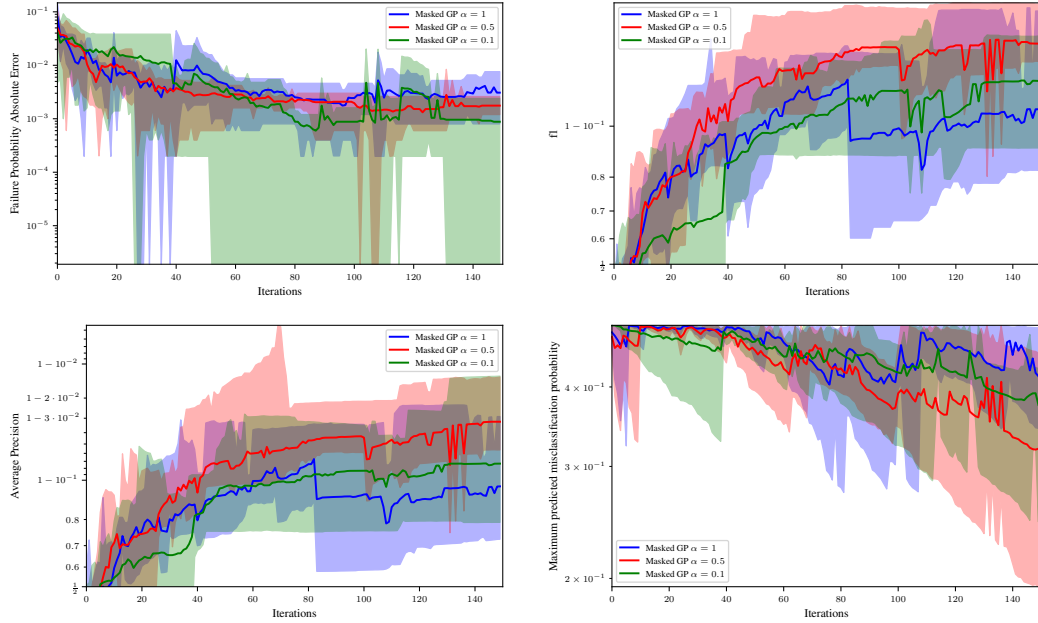 Failure Probability Absolute Error
10⁻¹
10⁻²
10⁻³
10⁻⁴
10⁻⁵
Masked GP α = 1
Masked GP α = 0.5
Masked GP α = 0.1
0 20 40 60 80 100 120 140
Iterations
f1
1 − 10⁻¹
0.8
0.7
0.6
½
Masked GP α = 1
Masked GP α = 0.5
Masked GP α = 0.1
0 20 40 60 80 100 120 140
Iterations
Average Precision
1 − 10⁻²
1 − 2·10⁻²
1 − 3·10⁻²
1 − 10⁻¹
0.8
0.7
0.6
½
Masked GP α = 1
Masked GP α = 0.5
Masked GP α = 0.1
0 20 40 60 80 100 120 140
Iterations
Maximum predicted misclassification probability
4 × 10⁻¹
3 × 10⁻¹
2 × 10⁻¹
Masked GP α = 1
Masked GP α = 0.5
Masked GP α = 0.1
0 20 40 60 80 100 120 140
Iterations